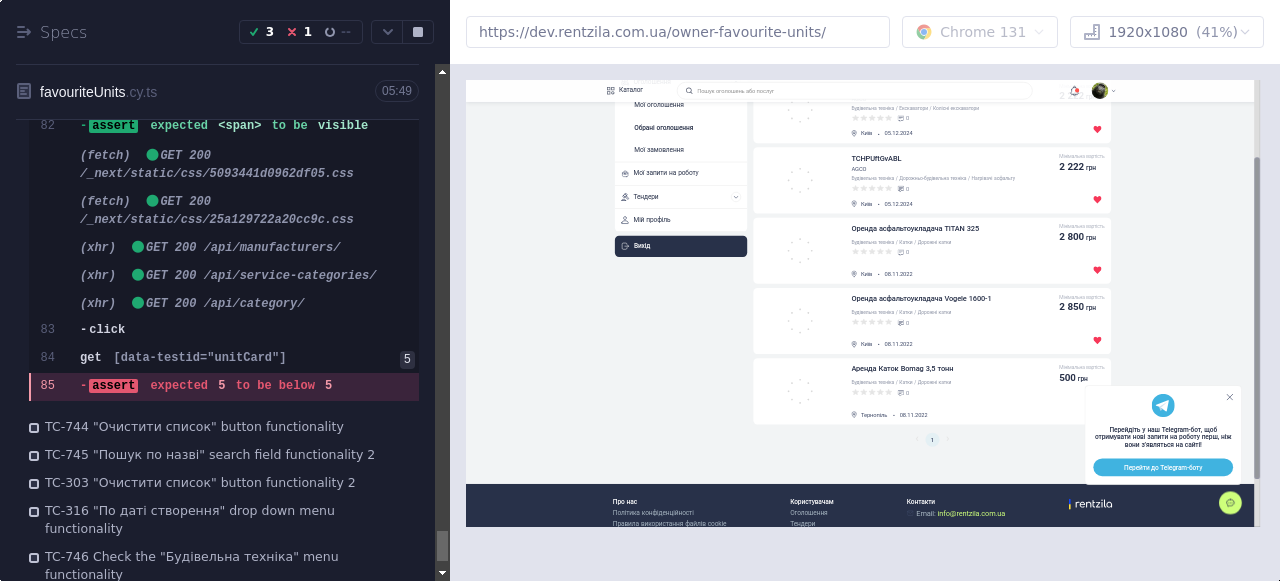 Specs
3
1
--
https://dev.rentzila.com.ua/owner-favourite-units/
Chrome 131
1920x1080 (41%)
favouriteUnits.cy.ts
05:49
82 -assert expected <span> to be visible
(fetch) GET 200
/_next/static/css/5093441d0962df05.css
(fetch) GET 200
/_next/static/css/25a129722a20cc9c.css
(xhr) GET 200 /api/manufacturers/
(xhr) GET 200 /api/service-categories/
(xhr) GET 200 /api/category/
83 -click
84 get [data-testid="unitCard"] 5
85 -assert expected 5 to be below 5
TC-744 "Очистити список" button functionality
TC-745 "Пошук по назві" search field functionality 2
TC-303 "Очистити список" button functionality 2
TC-316 "По даті створення" drop down menu
functionality
TC-746 Check the "Будівельна техніка" menu
functionality
Каталог
Пошук оголошень або послуг
Мої оголошення
Обрані оголошення
Мої замовлення
Мої запити на роботу
Тендери
Мій профіль
Вихід
Будівельна техніка / Екскаватори / Колісні екскаватори
0
Київ • 05.12.2024
TCHPUftGvABL
AGCO
Будівельна техніка / Дорожньо-будівельна техніка / Нагрівачі асфальту
0
Київ • 05.12.2024
Мінімальна вартість
2 222 грн
Оренда асфальтоукладача TITAN 325
Будівельна техніка / Катки / Дорожні катки
0
Київ • 08.11.2022
Мінімальна вартість
2 800 грн
Оренда асфальтоукладача Vogele 1600-1
Будівельна техніка / Катки / Дорожні катки
0
Київ • 08.11.2022
Мінімальна вартість
2 850 грн
Аренда Каток Bomag 3,5 тонн
Будівельна техніка / Катки / Дорожні катки
0
Тернопіль • 08.11.2022
Мінімальна вартість
500 грн
1
Перейдіть у наш Telegram-бот, щоб
отримувати нові запити на роботу перш, ніж
вони з'являться на сайті!
Перейти до Telegram-боту
Про нас
Політика конфіденційності
Правила використання файлів cookie
Користувачам
Оголошення
Тендери
Контакти
Email: info@rentzila.com.ua
rentzila